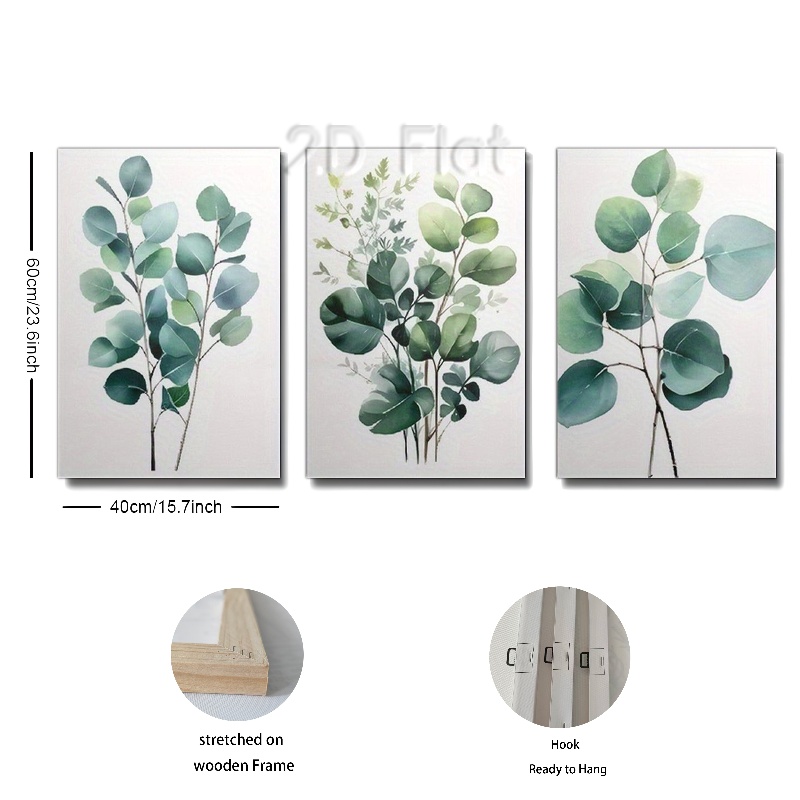 2D Flat
60cm/23.6inch
40cm/15.7inch
stretched on
wooden Frame
Hook
Ready to Hang